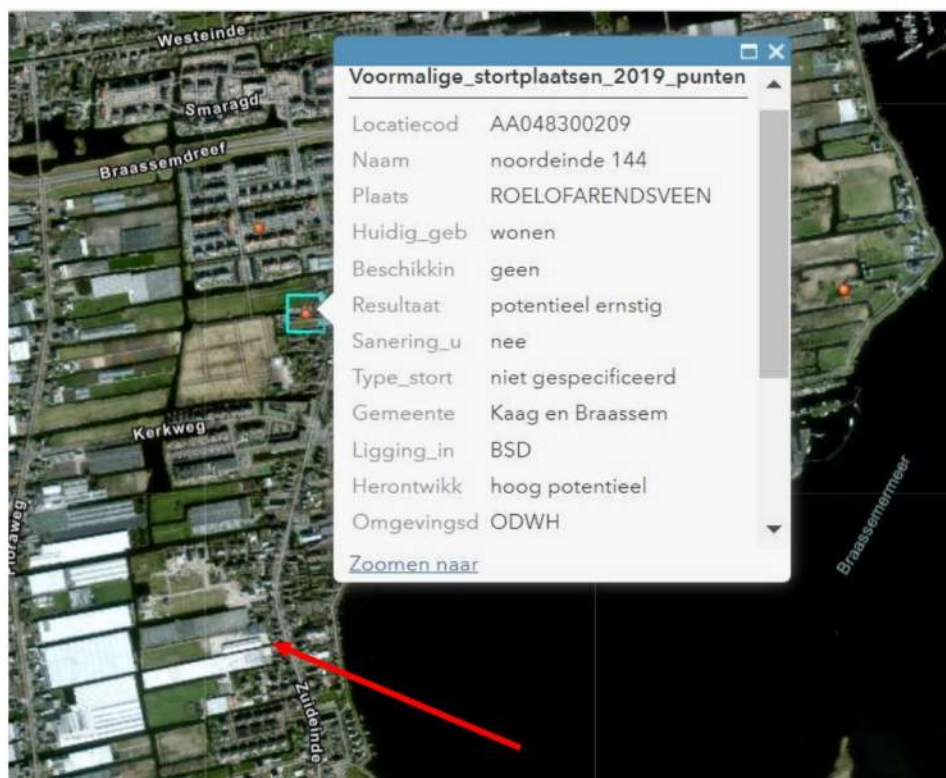 Westeinde
Smaragd
Braassemdreef
Kerkweg
Zuideinde
Braassemermeer
Voormalige_stortplaatsen_2019_punten
Locatiecod AA048300209
Naam noordeinde 144
Plaats ROELOFARENDSVEEN
Huidig_geb wonen
Beschikkin geen
Resultaat potentieel ernstig
Sanering_u nee
Type_stort niet gespecificeerd
Gemeente Kaag en Braassem
Ligging_in BSD
Herontwikk hoog potentieel
Omgevingsd ODWH
Zoomen naar